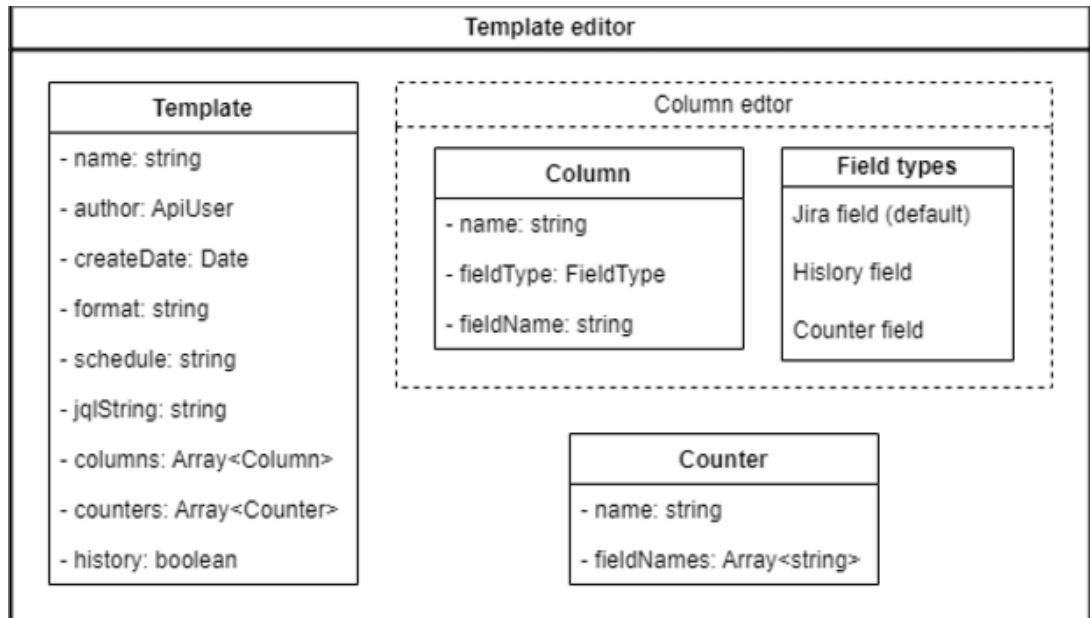 Template editor
Template
- name: string
- author: ApiUser
- createDate: Date
- format: string
- schedule: string
- jqlString: string
- columns: Array<Column>
- counters: Array<Counter>
- history: boolean
Column edtor
Column
- name: string
- fieldType: FieldType
- fieldName: string
Field types
Jira field (default)
Hislory field
Counter field
Counter
- name: string
- fieldNames: Array<string>